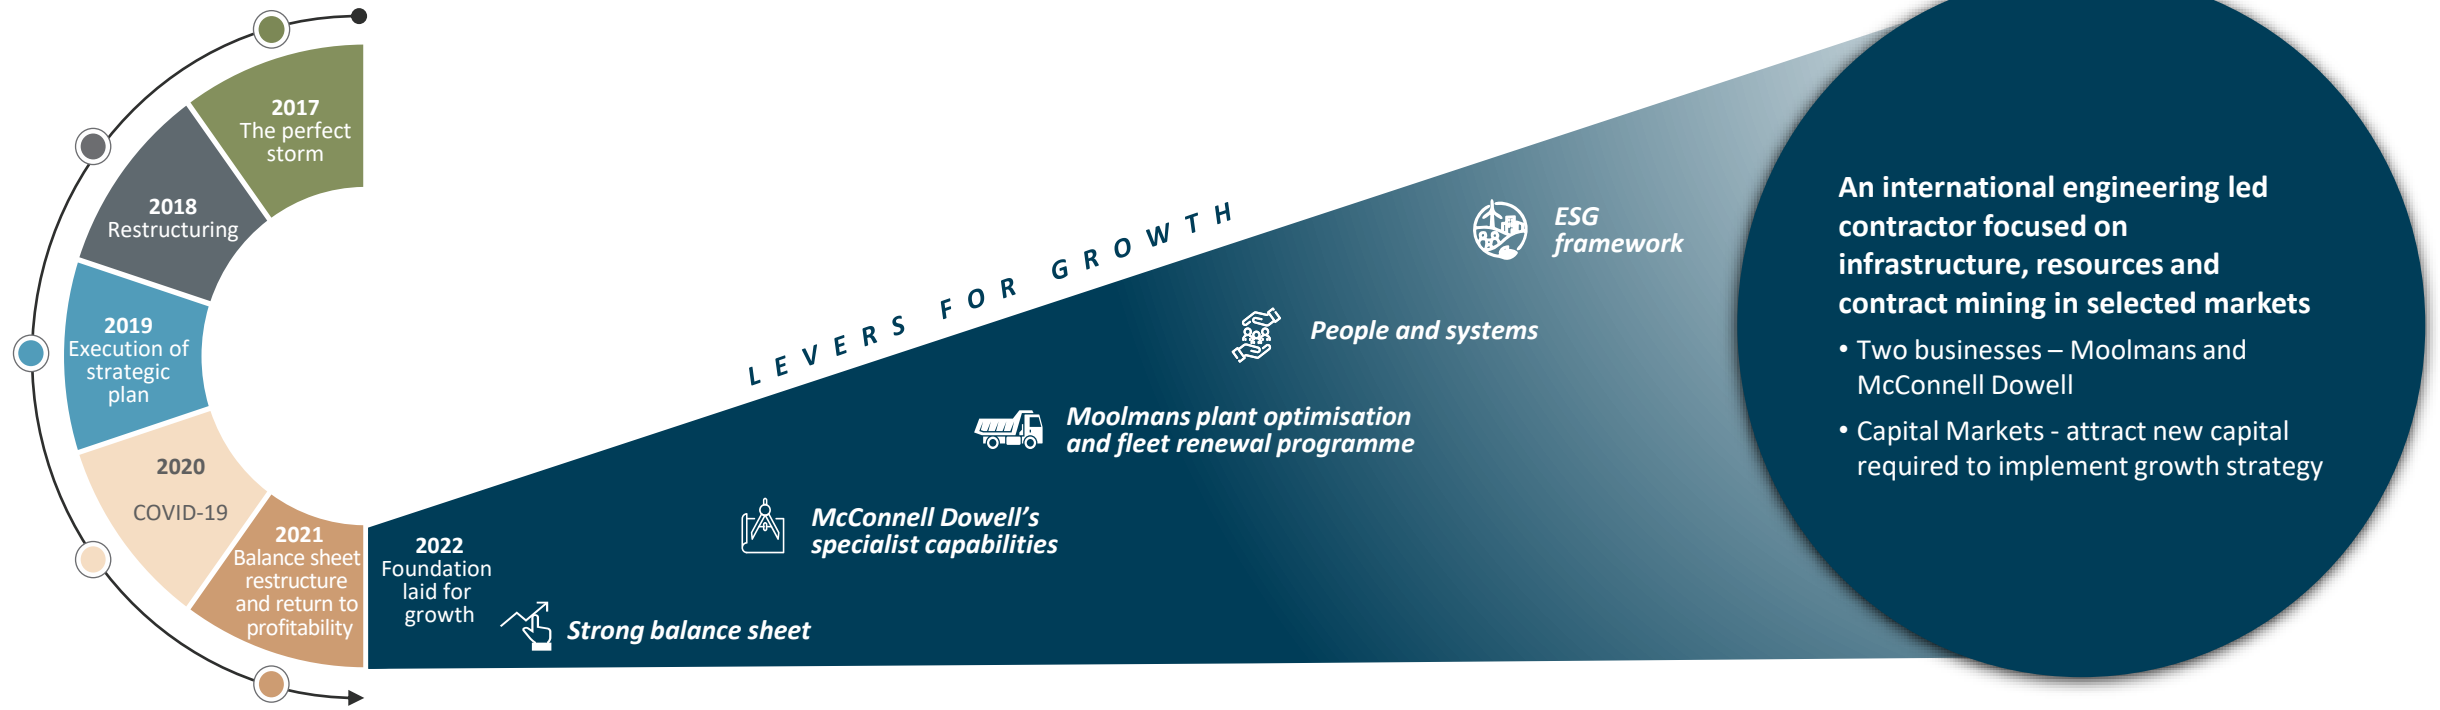 2017
The perfect
storm
2018
Restructuring
2019
Execution of
strategic
plan
2020
COVID-19
2021
Balance sheet
restructure
and return to
profitability
2022
Foundation
laid for
growth
LEVERS FOR GROWTH
Strong balance sheet
McConnell Dowell’s
specialist capabilities
Moolmans plant optimisation
and fleet renewal programme
People and systems
ESG
framework
An international engineering led
contractor focused on
infrastructure, resources and
contract mining in selected markets
• Two businesses – Moolmans and
McConnell Dowell
• Capital Markets - attract new capital
required to implement growth strategy